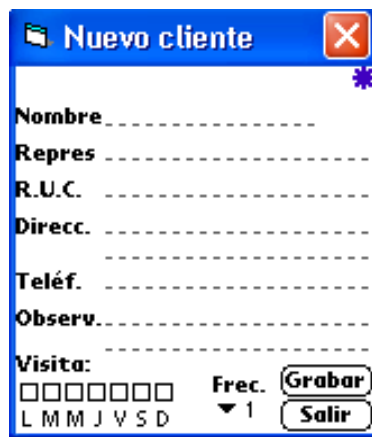 Nuevo cliente
Nombre
Repres
R.U.C.
Direcc.
Teléf.
Observ.
Visita:
L M M J V S D
Frec.
1
Grabar
Salir